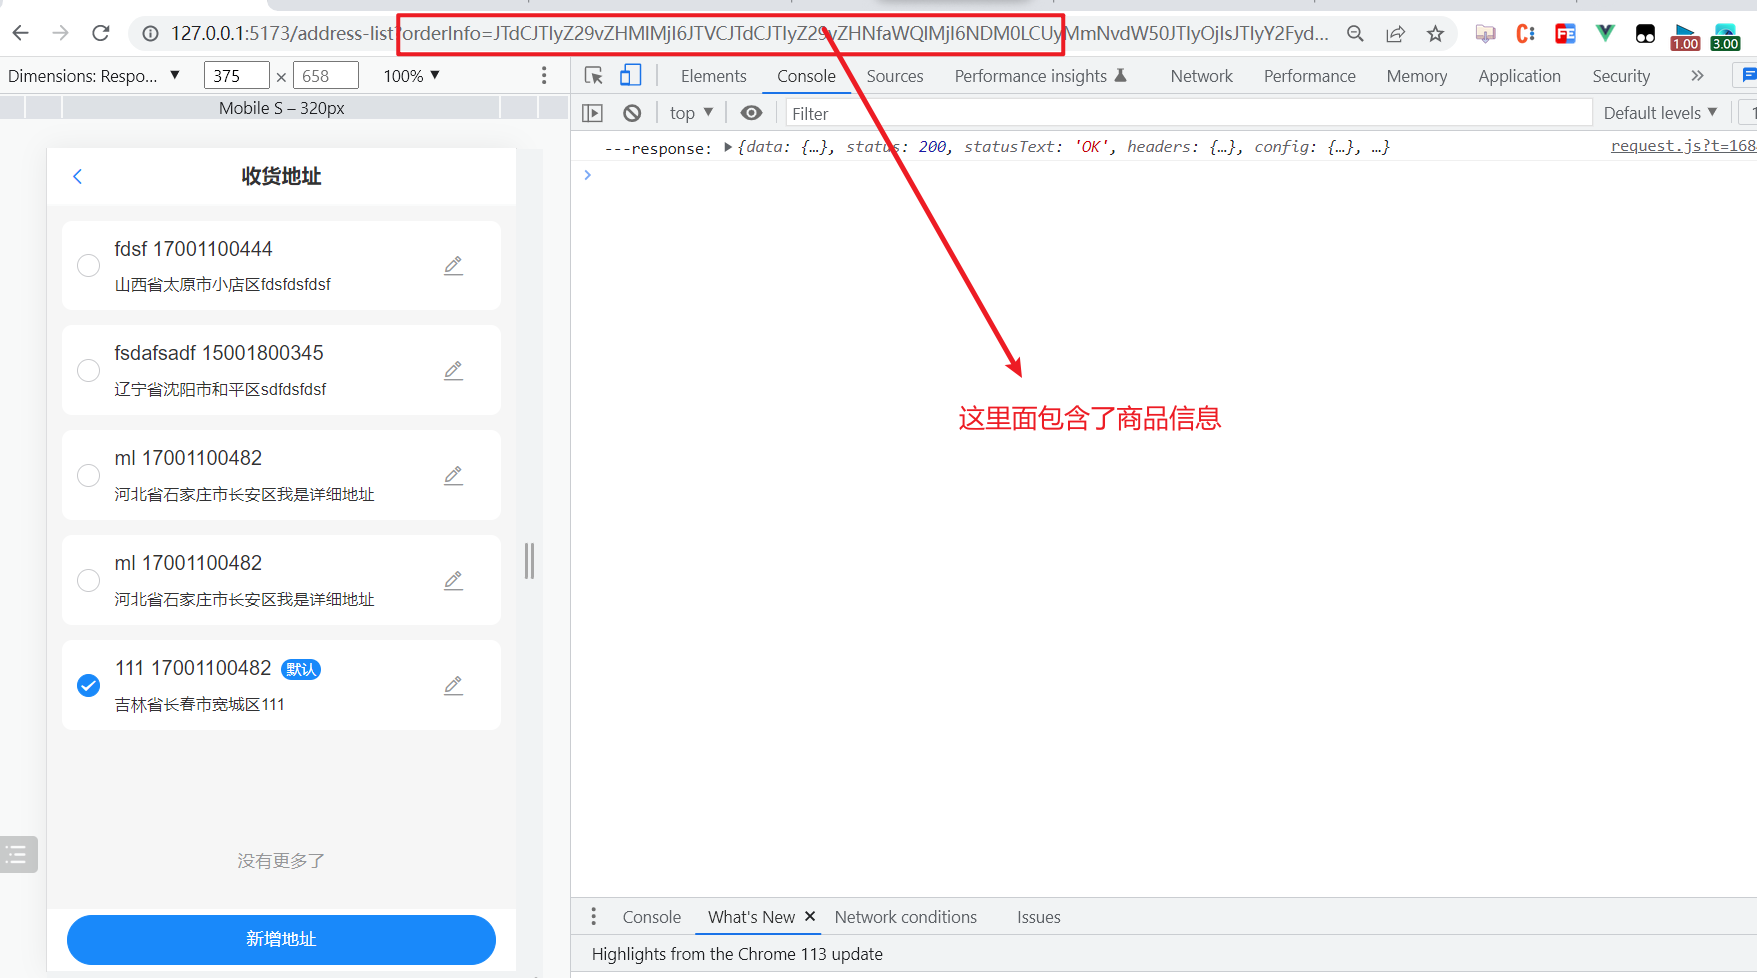 127.0.0.1:5173/address-list?orderInfo=JTdCJTIyZ29vZHMlMjI6JTVCJTdCJTIyZ29vZHNfaWQlMjI6NDM0LCUyMmNvdW50JTIyOjIsJTIyY2Fyd...
1.00
3.00
Dimensions: Respo... ▼ 375 × 658 100% ▼
Elements Console Sources Performance insights Network Performance Memory Application Security »
Mobile S – 320px
top ▼ Filter Default levels ▼
---response: ▶{data: {…}, status: 200, statusText: 'OK', headers: {…}, config: {…}, …}
request.js?t=168
收货地址
fdsf 17001100444
山西省太原市小店区fdsfdsfdsf
fsdafsadf 15001800345
辽宁省沈阳市和平区sdfdsfdsf
ml 17001100482
河北省石家庄市长安区我是详细地址
ml 17001100482
河北省石家庄市长安区我是详细地址
111 17001100482 默认
吉林省长春市宽城区111
没有更多了
新增地址
这里面包含了商品信息
Console What's New × Network conditions Issues
Highlights from the Chrome 113 update